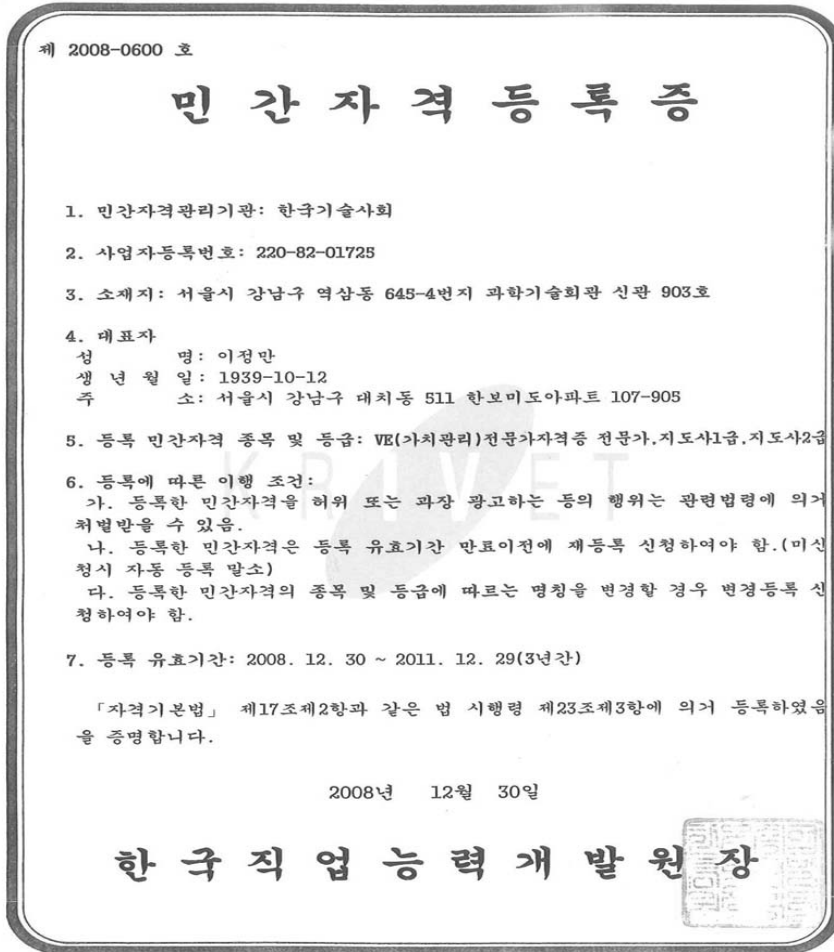 제 2008-0600 호
민 간 자 격 등 록 증
1. 민간자격관리기관: 한국기술사회
2. 사업자등록번호: 220-82-01725
3. 소재지: 서울시 강남구 역삼동 645-4번지 과학기술회관 신관 903호
4. 대표자
성 명: 이정만
생 년 월 일: 1939-10-12
주 소: 서울시 강남구 대치동 511 한보미도아파트 107-905
5. 등록 민간자격 종목 및 등급: VE(가치관리)전문가자격증 전문가,지도사1급,지도사2급
6. 등록에 따른 이행 조건:
가. 등록한 민간자격을 허위 또는 과장 광고하는 등의 행위는 관련법령에 의거
처벌받을 수 있음.
나. 등록한 민간자격은 등록 유효기간 만료이전에 재등록 신청하여야 함.(미신
청시 자동 등록 말소)
다. 등록한 민간자격의 종목 및 등급에 따르는 명칭을 변경할 경우 변경등록 신
청하여야 함.
KRIVET
7. 등록 유효기간: 2008. 12. 30 ~ 2011. 12. 29(3년간)
「자격기본법」 제17조제2항과 같은 법 시행령 제23조제3항에 의거 등록하였음
을 증명합니다.
2008년 12월 30일
한 국 직 업 능 력 개 발 원 장